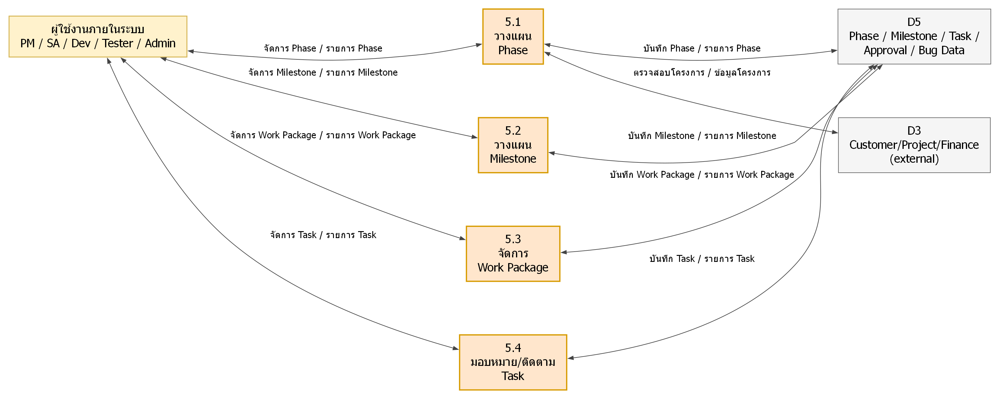 ผู้ใช้งานภายในระบบ
PM / SA / Dev / Tester / Admin
จัดการ Phase / รายการ Phase
5.1
วางแผน
Phase
บันทึก Phase / รายการ Phase
D5
Phase / Milestone / Task /
Approval / Bug Data
จัดการ Milestone / รายการ Milestone
ตรวจสอบโครงการ / ข้อมูลโครงการ
5.2
วางแผน
Milestone
D3
Customer/Project/Finance
(external)
จัดการ Work Package / รายการ Work Package
บันทึก Milestone / รายการ Milestone
บันทึก Work Package / รายการ Work Package
5.3
จัดการ
Work Package
จัดการ Task / รายการ Task
บันทึก Task / รายการ Task
5.4
มอบหมาย/ติดตาม
Task